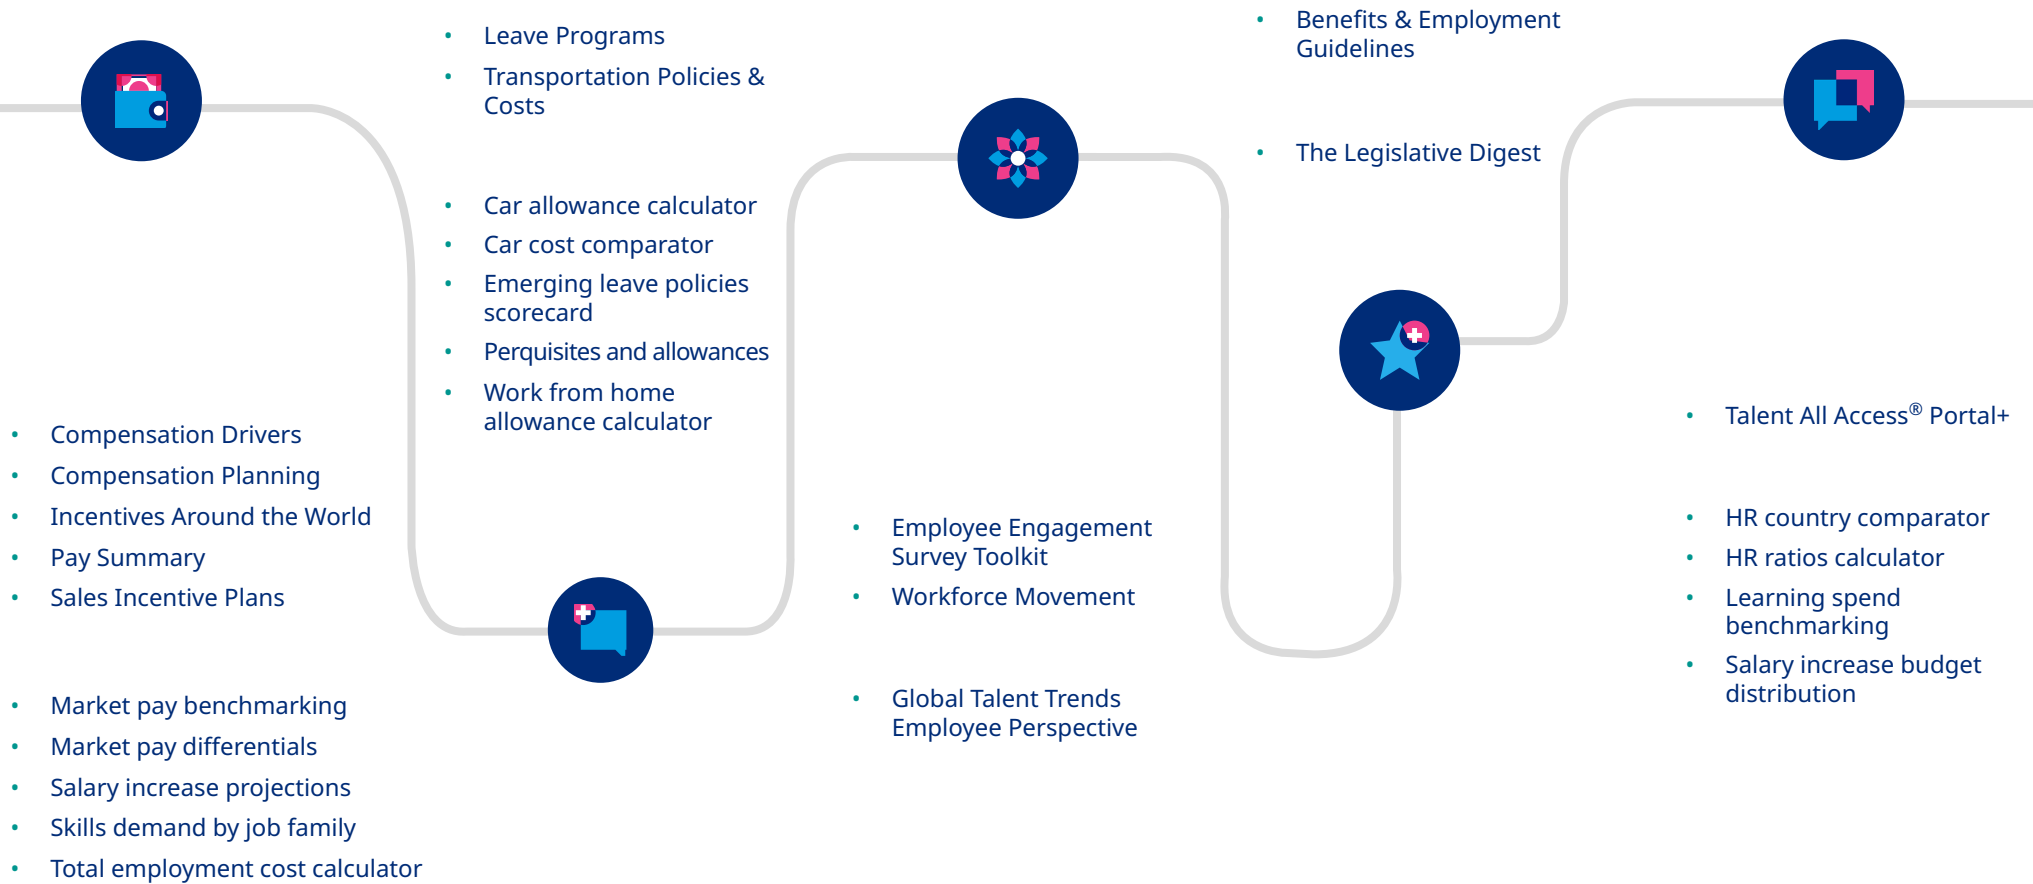 Compensation Drivers
Compensation Planning
Incentives Around the World
Pay Summary
Sales Incentive Plans
Market pay benchmarking
Market pay differentials
Salary increase projections
Skills demand by job family
Total employment cost calculator
Leave Programs
Transportation Policies &
Costs
Car allowance calculator
Car cost comparator
Emerging leave policies
scorecard
Perquisites and allowances
Work from home
allowance calculator
Employee Engagement
Survey Toolkit
Workforce Movement
Global Talent Trends
Employee Perspective
Benefits & Employment
Guidelines
The Legislative Digest
Talent All Access® Portal+
HR country comparator
HR ratios calculator
Learning spend
benchmarking
Salary increase budget
distribution